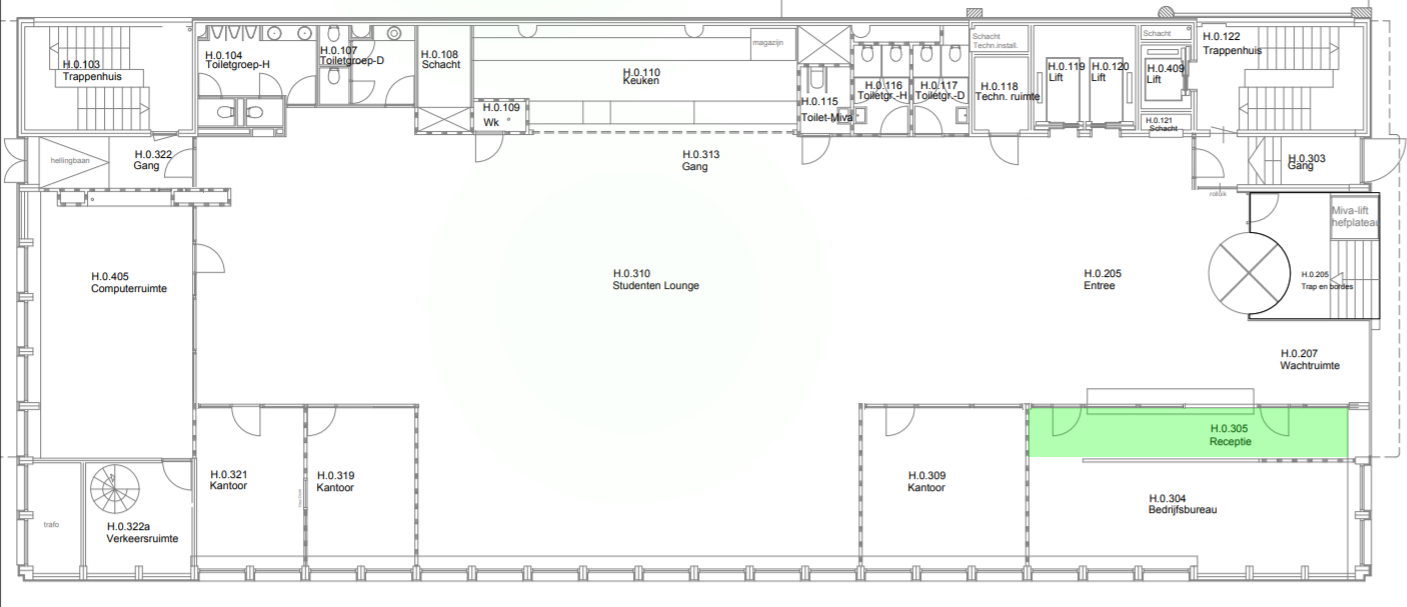 H.0.103
Trappenhuis
H.0.104
Toiletgroep-H
H.0.107
Toiletgroep-D
H.0.108
Schacht
H.0.109
Wk
H.0.110
Keuken
magazijn
H.0.115
Toilet-Miva
H.0.116
Toiletgr.-H
H.0.117
Toiletgr.-D
Schacht
Techn.install.
H.0.118
Techn. ruimte
H.0.119
Lift
H.0.120
Lift
Schacht
H.0.409
Lift
H.0.121
Schacht
H.0.122
Trappenhuis
hellingbaan
H.0.322
Gang
H.0.313
Gang
H.0.303
Gang
Miva-lift
hefplateau
H.0.205
Trap en bordes
H.0.405
Computerruimte
H.0.310
Studenten Lounge
H.0.205
Entree
H.0.207
Wachtruimte
H.0.305
Receptie
H.0.321
Kantoor
H.0.319
Kantoor
H.0.309
Kantoor
H.0.304
Bedrijfsbureau
trafo
H.0.322a
Verkeersruimte